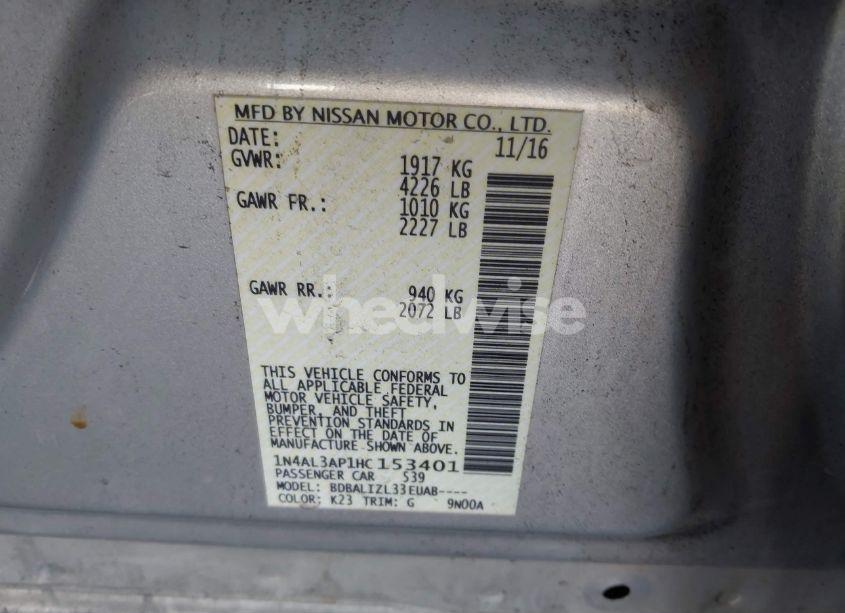 MFD BY NISSAN MOTOR CO., LTD.
DATE: 11/16
GVWR: 1917 KG
4226 LB
GAWR FR.: 1010 KG
2227 LB
GAWR RR.: 940 KG
2072 LB
wheelwise
THIS VEHICLE CONFORMS TO
ALL APPLICABLE FEDERAL
MOTOR VEHICLE SAFETY,
BUMPER, AND THEFT
PREVENTION STANDARDS IN
EFFECT ON THE DATE OF
MANUFACTURE SHOWN ABOVE.
1N4AL3AP1HC153401
PASSENGER CAR 539
MODEL: BDBALIZL33EUAB----
COLOR: K23 TRIM: G 9N00A